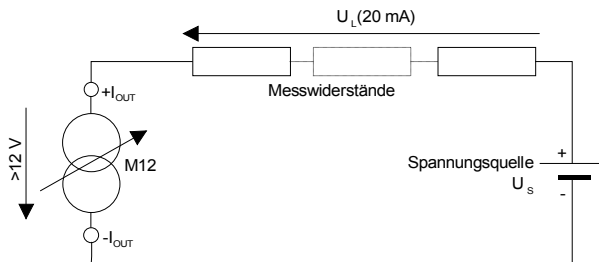 U_L(20 mA)
Messwiderstände
+I_OUT
>12 V
M12
Spannungsquelle
U_S
+
-
-I_OUT